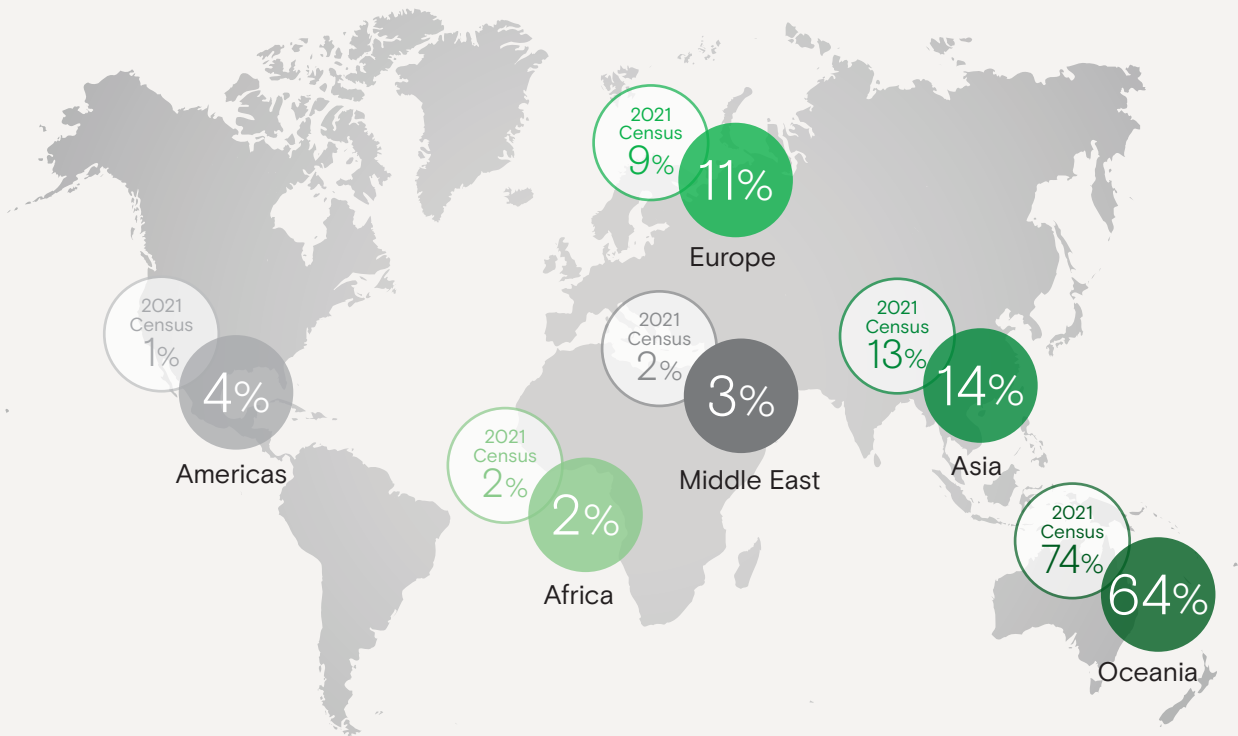 2021
Census
9%
11%
Europe
2021
Census
1%
4%
Americas
2021
Census
2%
3%
Middle East
2021
Census
13%
14%
Asia
2021
Census
2%
2%
Africa
2021
Census
74%
64%
Oceania